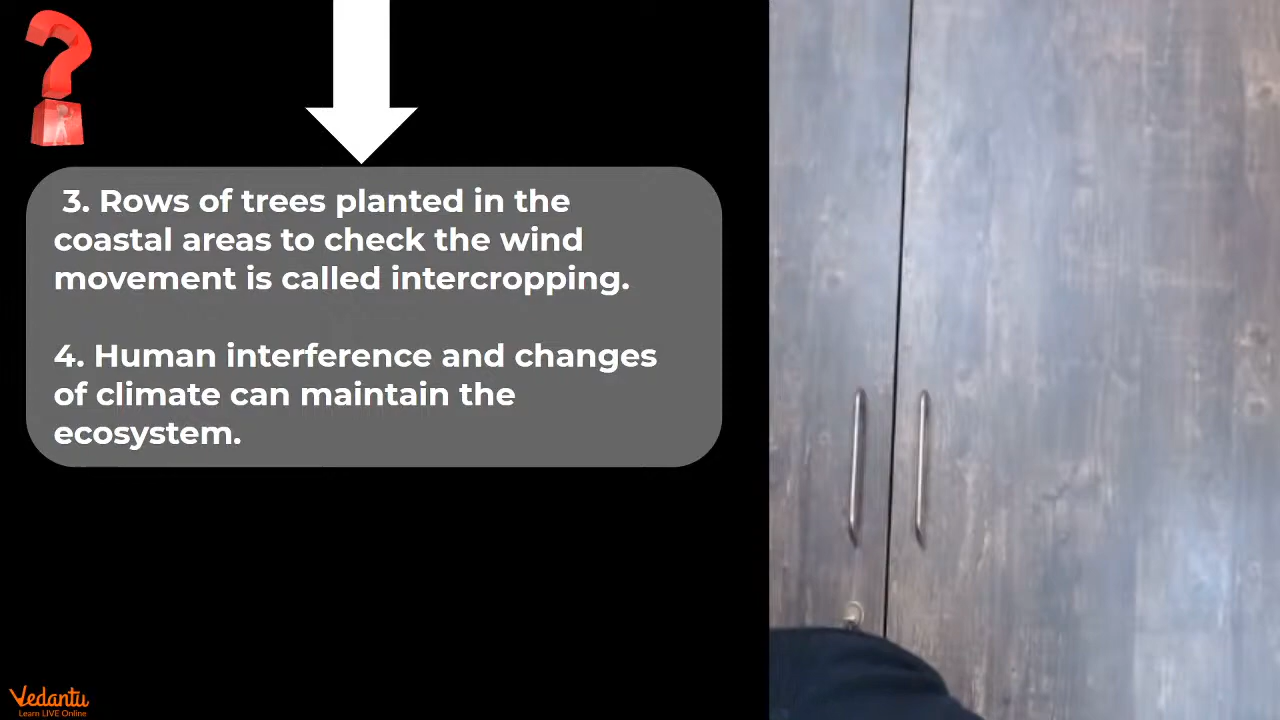 3. Rows of trees planted in the
coastal areas to check the wind
movement is called intercropping.
4. Human interference and changes
of climate can maintain the
ecosystem.
Vedantu
Learn LIVE Online